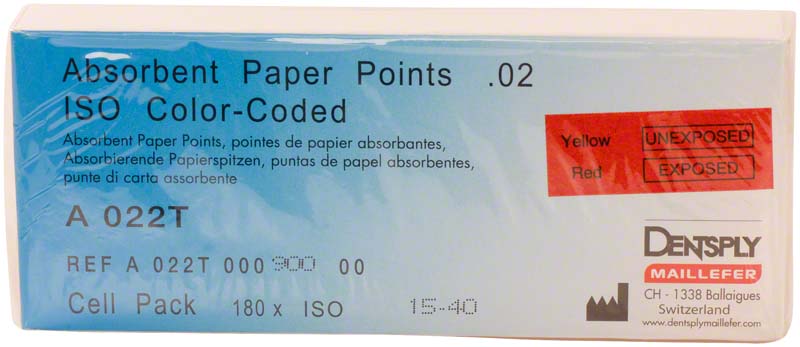 Absorbent Paper Points .02
ISO Color-Coded
Absorbent Paper Points, pointes de papier absorbantes,
Absorbierende Papierspitzen, puntas de papel absorbentes,
punte di carta assorbente
Yellow UNEXPOSED
Red EXPOSED
A 022T
REF A 022T 000 900 00
Cell Pack 180 x ISO 15-40
DENTSPLY
MAILLEFER
CH - 1338 Ballaigues
Switzerland
www.dentsplymaillefer.com